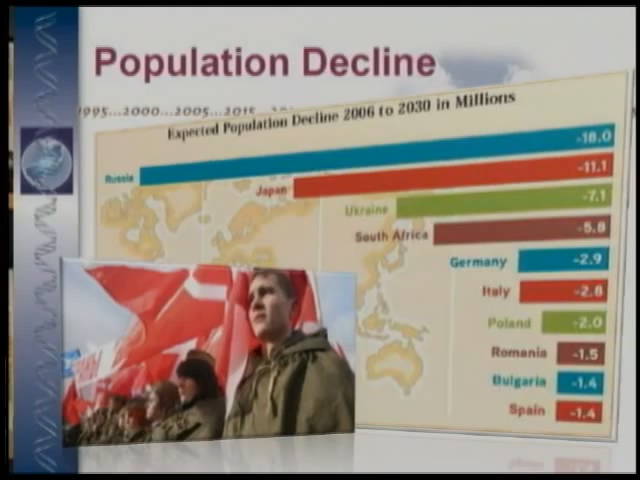 Population Decline
1995...2000...2005...2015
Expected Population Decline 2006 to 2030 in Millions
Russia -18.0
Japan -11.1
Ukraine -7.1
South Africa -5.8
Germany -2.9
Italy -2.8
Poland -2.0
Romania -1.5
Bulgaria -1.4
Spain -1.4